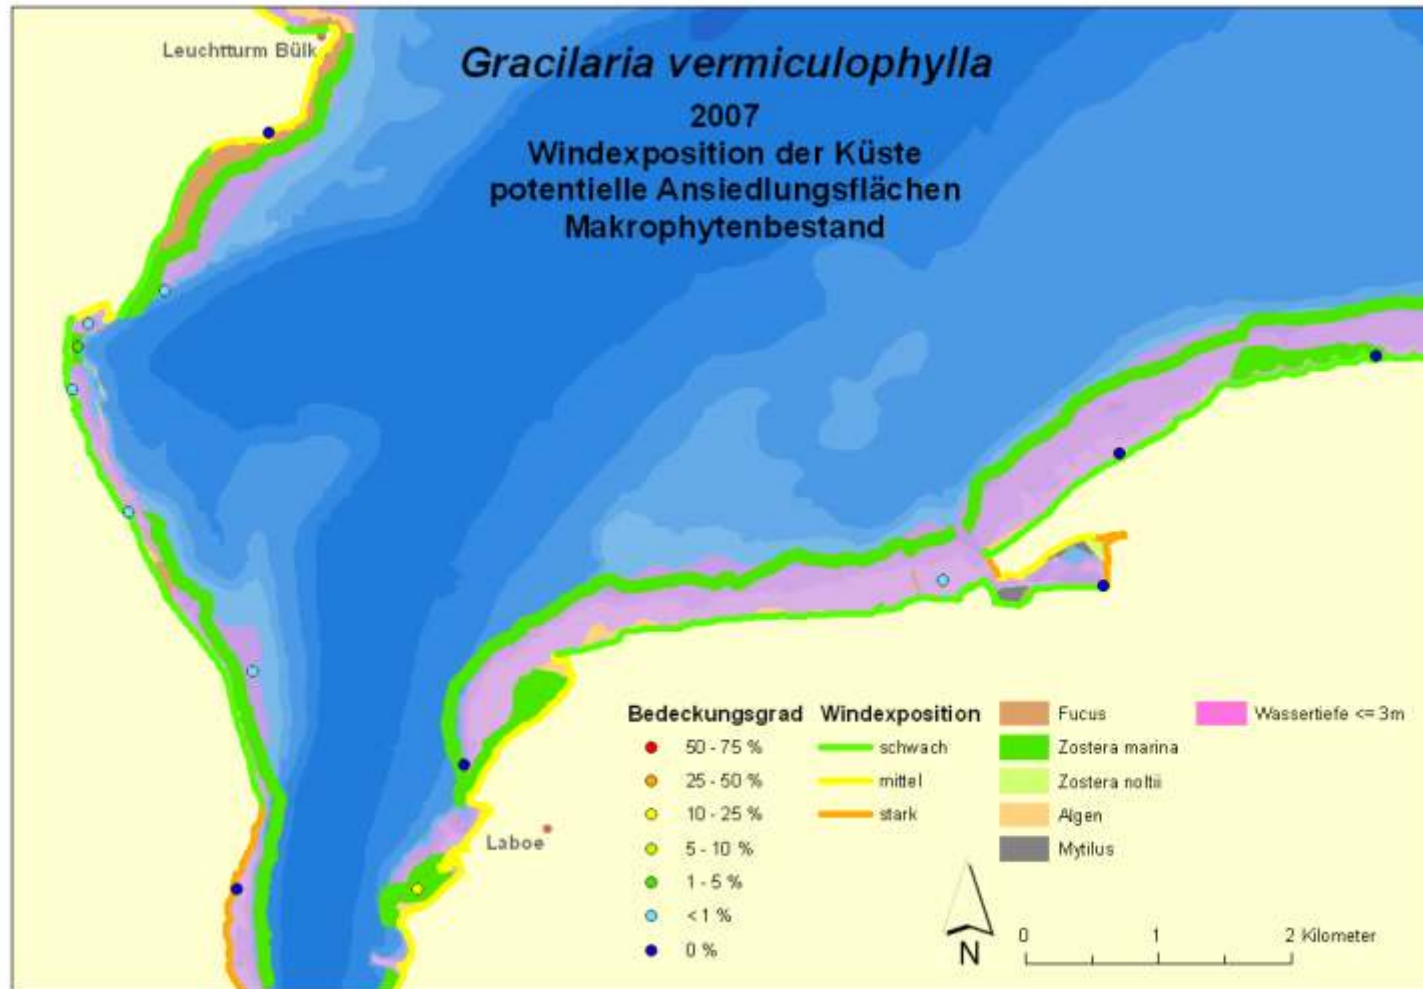 Leuchtturm Bülk
Gracilaria vermiculophylla
2007
Windexposition der Küste
potentielle Ansiedlungsflächen
Makrophytenbestand
Laboe
Bedeckungsgrad
50 - 75 %
25 - 50 %
10 - 25 %
5 - 10 %
1 - 5 %
< 1 %
0 %
Windexposition
schwach
mittel
stark
Fucus
Zostera marina
Zostera noltii
Algen
Mytilus
Wassertiefe <= 3m
N
0 1 2 Kilometer